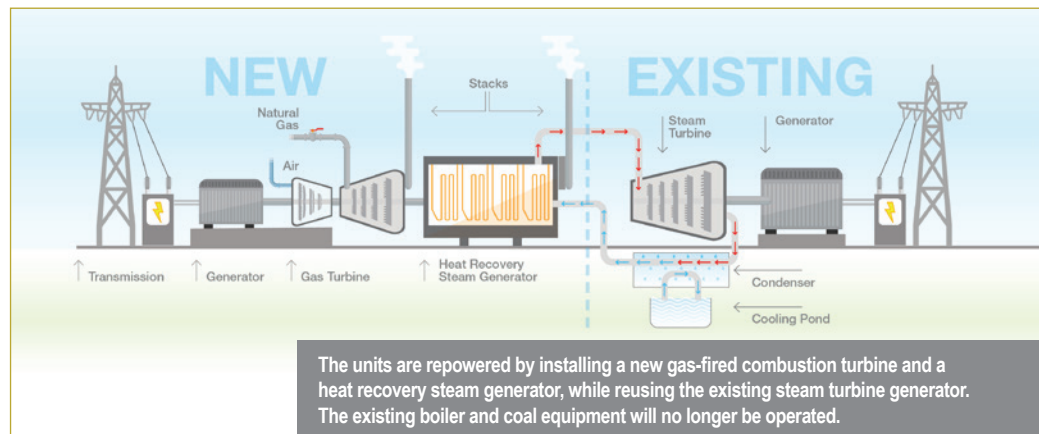 NEW
EXISTING
Stacks
Natural
Gas
Air
Steam
Turbine
Generator
Transmission
Generator
Gas Turbine
Heat Recovery
Steam Generator
Condenser
Cooling Pond
The units are repowered by installing a new gas-fired combustion turbine and a
heat recovery steam generator, while reusing the existing steam turbine generator.
The existing boiler and coal equipment will no longer be operated.